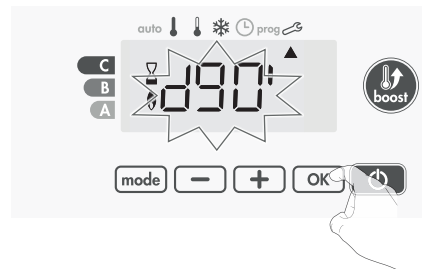 auto prog
C
B
A
d90'
boost
mode − + OK